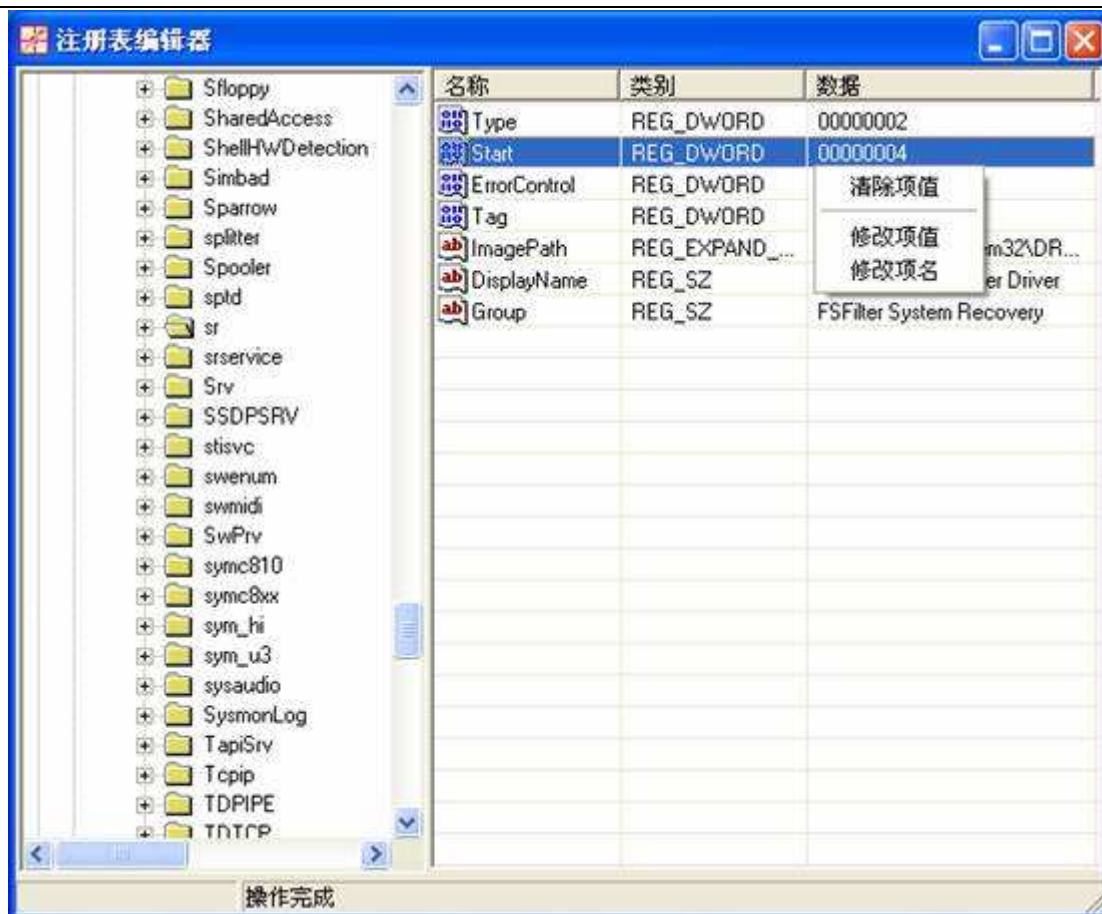 注册表编辑器
Sfloppy
SharedAccess
ShellHWDetection
Simbad
Sparrow
splitter
Spooler
sptd
sr
srservice
Srv
SSDPSRV
stisvc
swenum
swmidi
SwPrv
symc810
symc8xx
sym_hi
sym_u3
sysaudio
SysmonLog
TapiSrv
Tcpip
TDPIPE
TDTCP
名称 类别 数据
Type REG_DWORD 00000002
Start REG_DWORD 00000004
ErrorControl REG_DWORD
Tag REG_DWORD
ImagePath REG_EXPAND_... m32\DR...
DisplayName REG_SZ er Driver
Group REG_SZ FSFilter System Recovery
清除项值
修改项值
修改项名
操作完成